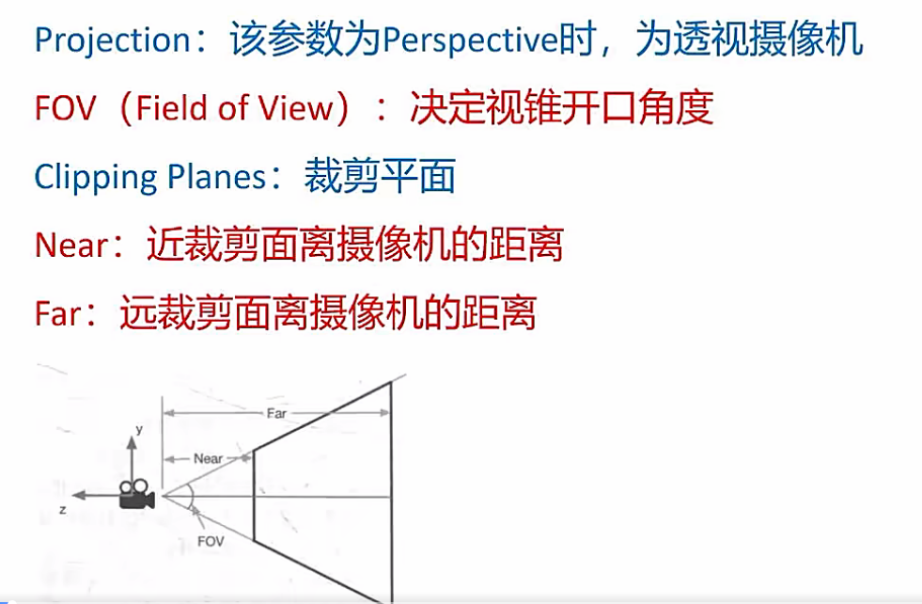 Projection：该参数为Perspective时，为透视摄像机
FOV（Field of View）：决定视锥开口角度
Clipping Planes：裁剪平面
Near：近裁剪面离摄像机的距离
Far：远裁剪面离摄像机的距离
Far
y
Near
z
FOV